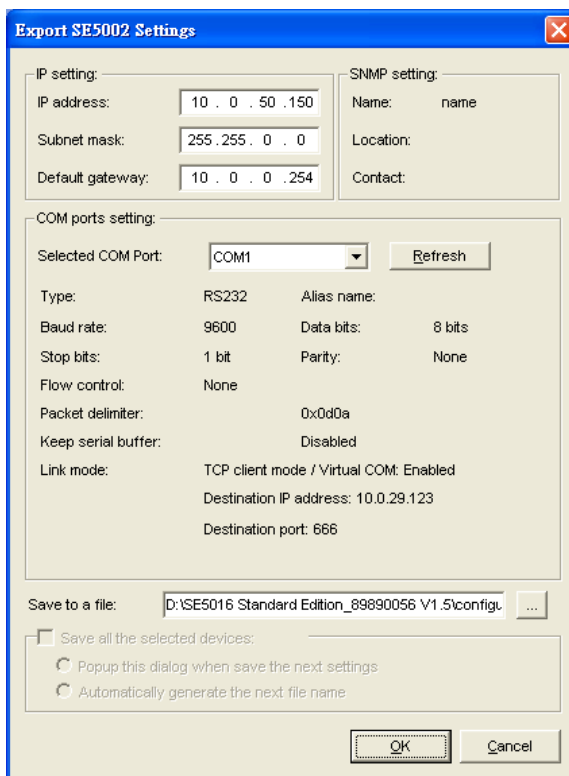 Export SE5002 Settings
IP setting:
IP address: 10 . 0 . 50 .150
Subnet mask: 255.255. 0 . 0
Default gateway: 10 . 0 . 0 .254
SNMP setting:
Name: name
Location:
Contact:
COM ports setting:
Selected COM Port: COM1 Refresh
Type: RS232 Alias name:
Baud rate: 9600 Data bits: 8 bits
Stop bits: 1 bit Parity: None
Flow control: None
Packet delimiter: 0x0d0a
Keep serial buffer: Disabled
Link mode: TCP client mode / Virtual COM: Enabled
Destination IP address: 10.0.29.123
Destination port: 666
Save to a file: D:\SE5016 Standard Edition_89890056 V1.5\configu ...
Save all the selected devices:
Popup this dialog when save the next settings
Automatically generate the next file name
OK Cancel